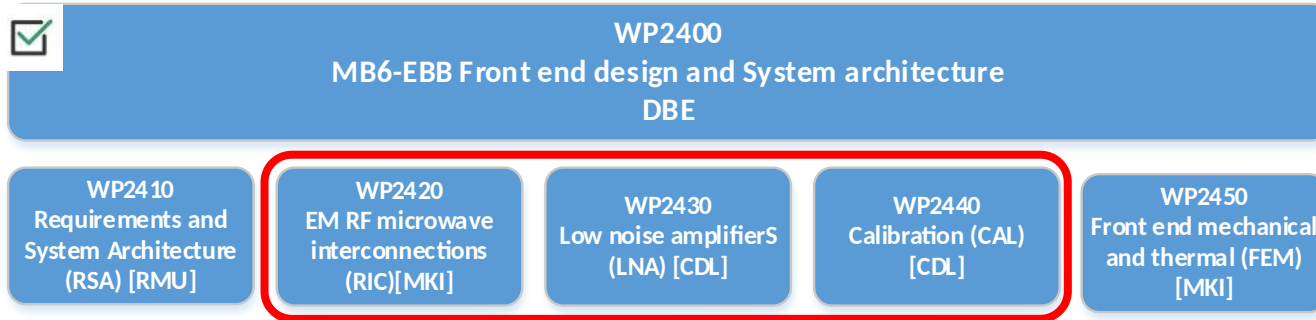 WP2400
MB6-EBB Front end design and System architecture
DBE
WP2410
Requirements and
System Architecture
(RSA) [RMU]
WP2420
EM RF microwave
interconnections
(RIC)[MKI]
WP2430
Low noise amplifierS
(LNA) [CDL]
WP2440
Calibration (CAL)
[CDL]
WP2450
Front end mechanical
and thermal (FEM)
[MKI]